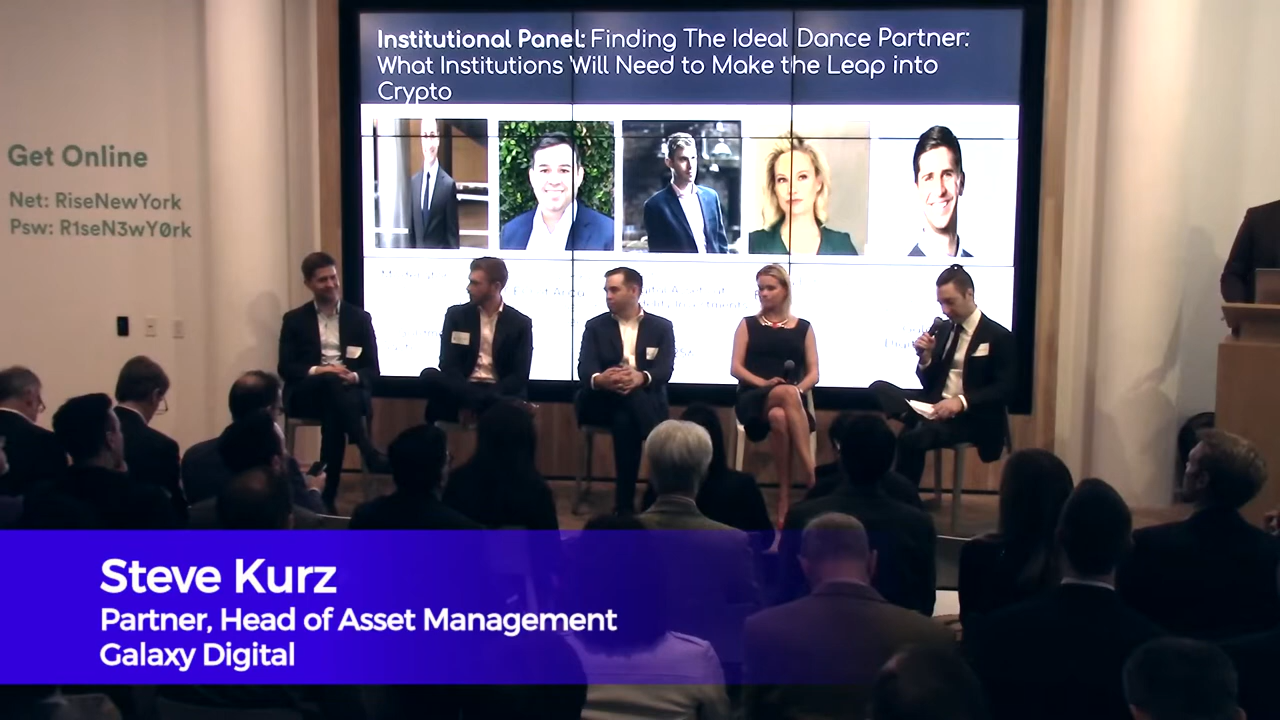 Institutional Panel: Finding The Ideal Dance Partner:
What Institutions Will Need to Make the Leap into
Crypto
Get Online
Net: RiseNewYork
Psw: R1seN3wY0rk
Steve Kurz
Partner, Head of Asset Management
Galaxy Digital